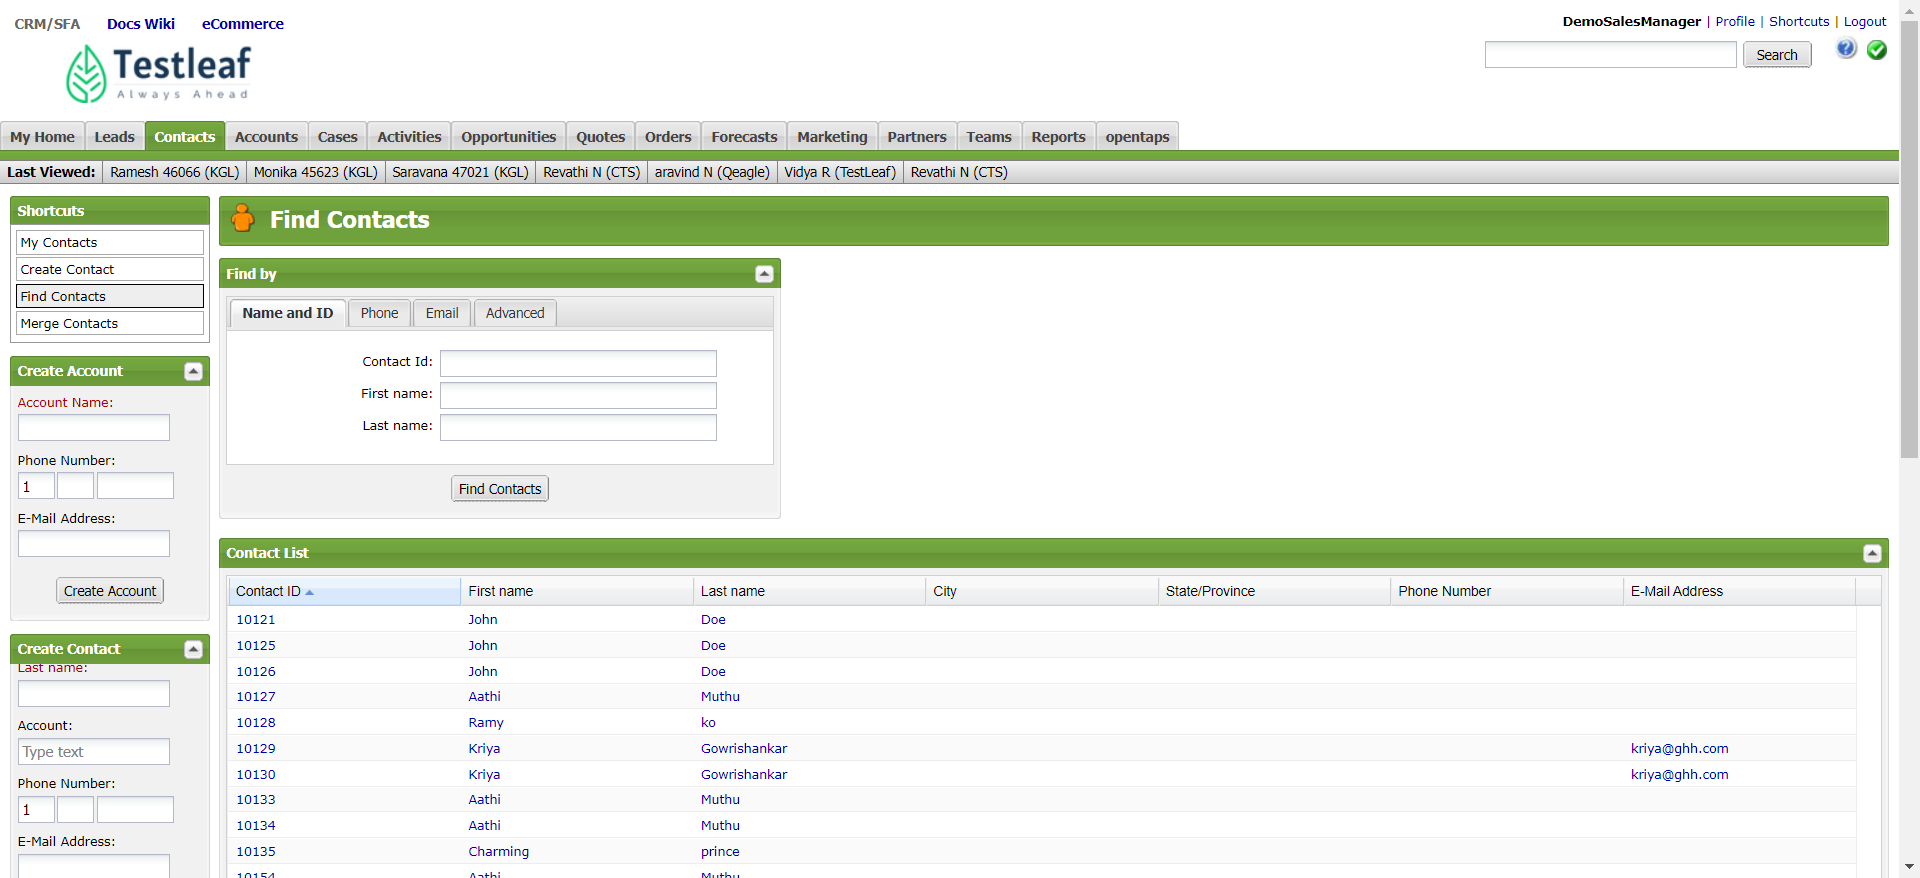 CRM/SFA Docs Wiki eCommerce
DemoSalesManager | Profile | Shortcuts | Logout
Testleaf
Always Ahead
Search
My Home Leads Contacts Accounts Cases Activities Opportunities Quotes Orders Forecasts Marketing Partners Teams Reports opentaps
Last Viewed: Ramesh 46066 (KGL) Monika 45623 (KGL) Saravana 47021 (KGL) Revathi N (CTS) aravind N (Qeagle) Vidya R (TestLeaf) Revathi N (CTS)
Shortcuts
My Contacts
Create Contact
Find Contacts
Merge Contacts
Create Account
Account Name:
Phone Number:
1
E-Mail Address:
Create Account
Create Contact
Last name:
Account:
Type text
Phone Number:
1
E-Mail Address:
Find Contacts
Find by
Name and ID Phone Email Advanced
Contact Id:
First name:
Last name:
Find Contacts
Contact List
Contact ID First name Last name City State/Province Phone Number E-Mail Address
10121 John Doe
10125 John Doe
10126 John Doe
10127 Aathi Muthu
10128 Ramy ko
10129 Kriya Gowrishankar kriya@ghh.com
10130 Kriya Gowrishankar kriya@ghh.com
10133 Aathi Muthu
10134 Aathi Muthu
10135 Charming prince
10154 Aathi Muthu